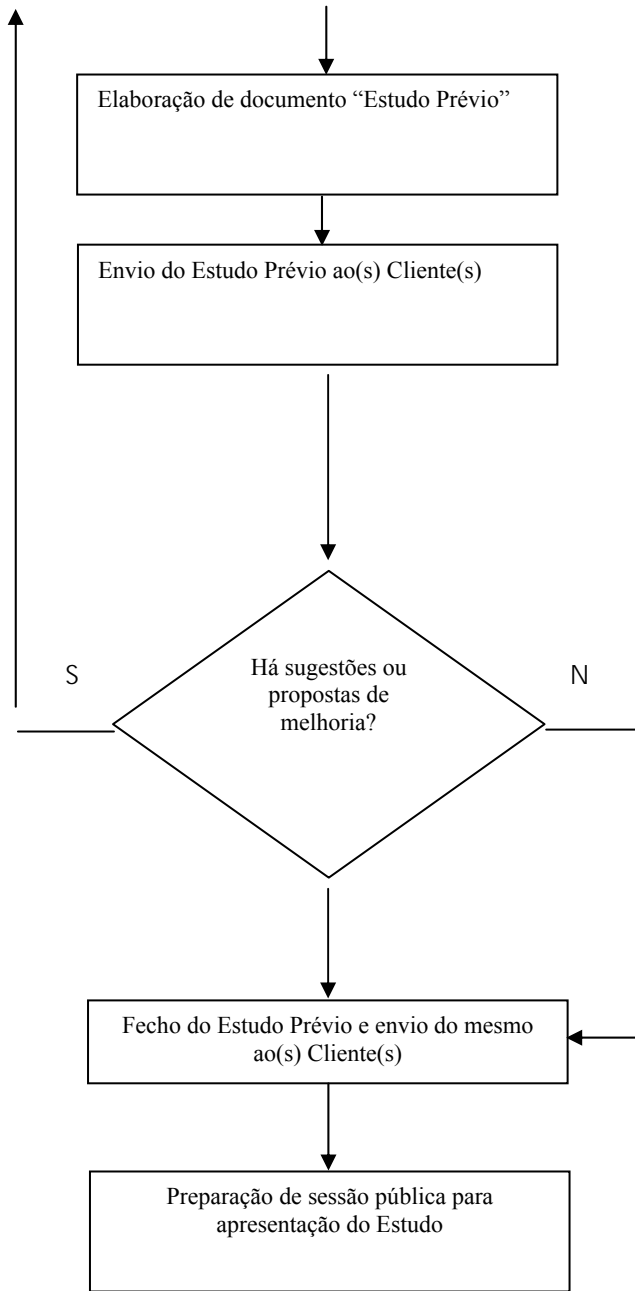 Elaboração de documento “Estudo Prévio”
Envio do Estudo Prévio ao(s) Cliente(s)
Há sugestões ou
propostas de
melhoria?
S
N
Fecho do Estudo Prévio e envio do mesmo
ao(s) Cliente(s)
Preparação de sessão pública para
apresentação do Estudo